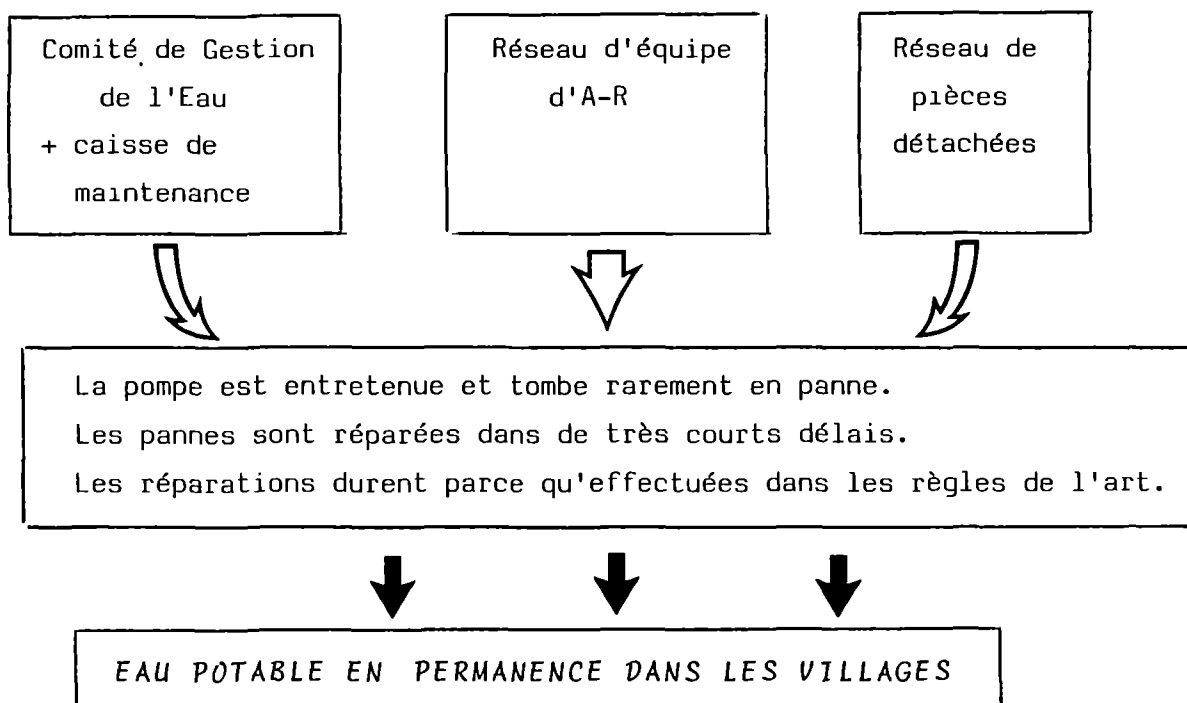 Comité de Gestion
de l'Eau
+ caisse de
maintenance
Réseau d'équipe
d'A-R
Réseau de
pièces
détachées
La pompe est entretenue et tombe rarement en panne.
Les pannes sont réparées dans de très courts délais.
Les réparations durent parce qu'effectuées dans les règles de l'art.
EAU POTABLE EN PERMANENCE DANS LES VILLAGES